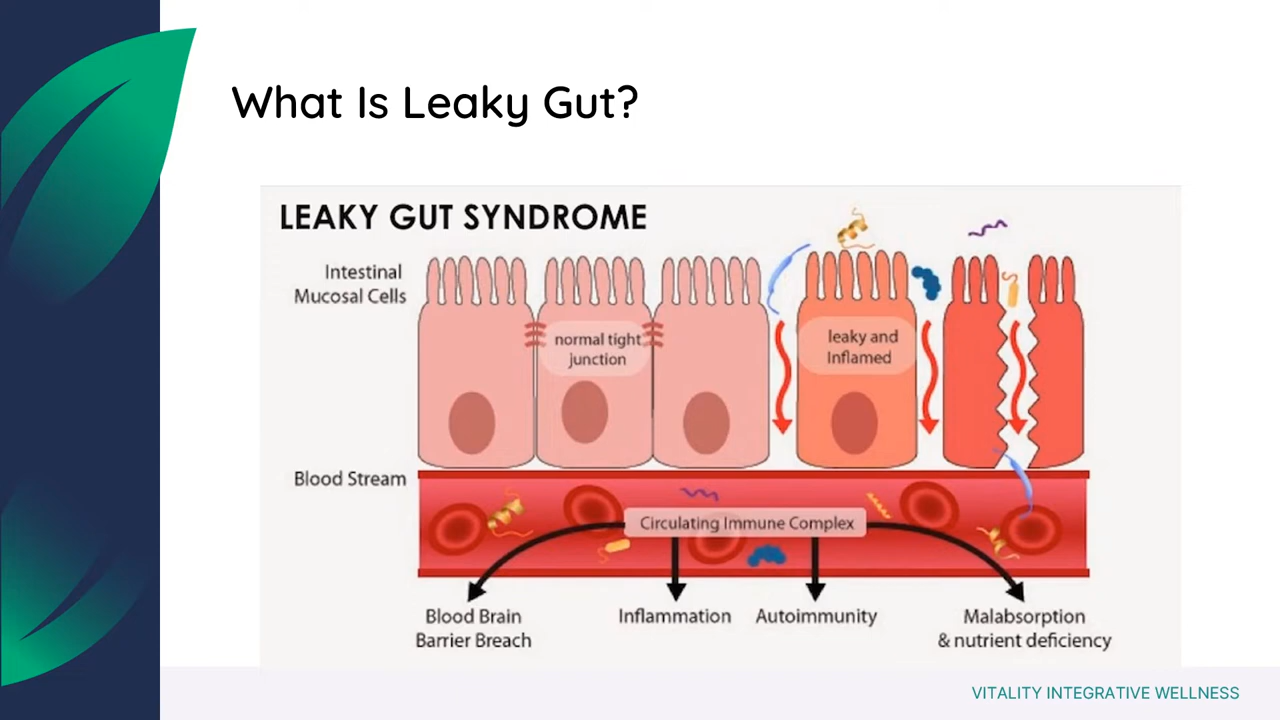 What Is Leaky Gut?
LEAKY GUT SYNDROME
Intestinal
Mucosal Cells
normal tight
junction
leaky and
Inflamed
Blood Stream
Circulating Immune Complex
Blood Brain
Barrier Breach
Inflammation
Autoimmunity
Malabsorption
& nutrient deficiency
VITALITY INTEGRATIVE WELLNESS